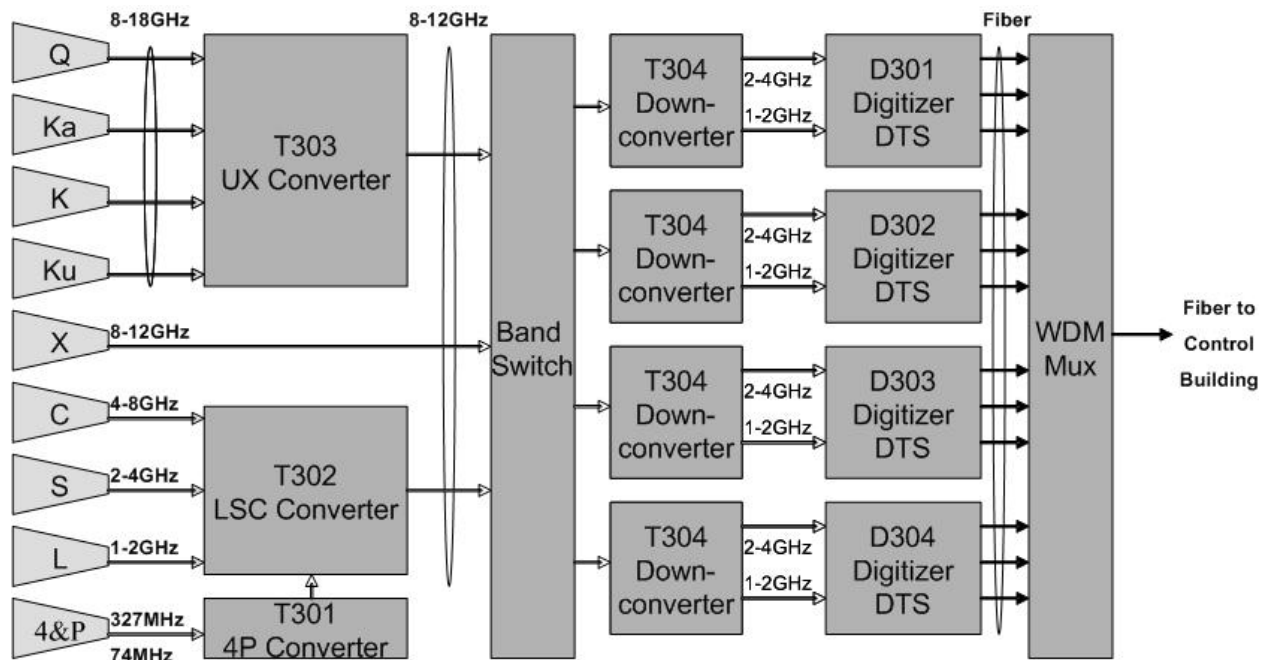 8-18GHz
8-12GHz
Fiber
Q
Ka
K
Ku
X
8-12GHz
C
4-8GHz
S
2-4GHz
L
1-2GHz
4&P
327MHz
74MHz
T303
UX Converter
T302
LSC Converter
T301
4P Converter
Band
Switch
T304
Down-
converter
2-4GHz
1-2GHz
D301
Digitizer
DTS
T304
Down-
converter
2-4GHz
1-2GHz
D302
Digitizer
DTS
T304
Down-
converter
2-4GHz
1-2GHz
D303
Digitizer
DTS
T304
Down-
converter
2-4GHz
1-2GHz
D304
Digitizer
DTS
WDM
Mux
Fiber to
Control
Building